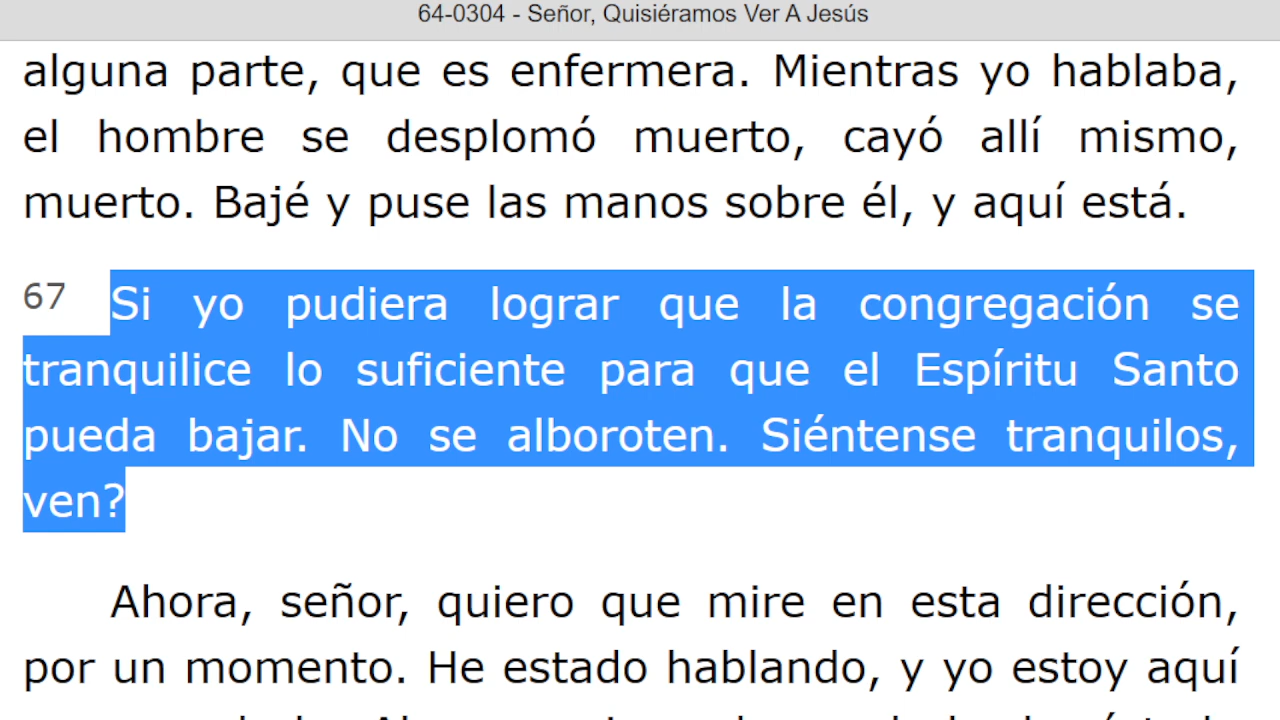 64-0304 - Señor, Quisiéramos Ver A Jesús
alguna parte, que es enfermera. Mientras yo hablaba,
el hombre se desplomó muerto, cayó allí mismo,
muerto. Bajé y puse las manos sobre él, y aquí está.
67 Si yo pudiera lograr que la congregación se
tranquilice lo suficiente para que el Espíritu Santo
pueda bajar. No se alboroten. Siéntense tranquilos,
ven?
Ahora, señor, quiero que mire en esta dirección,
por un momento. He estado hablando, y yo estoy aquí